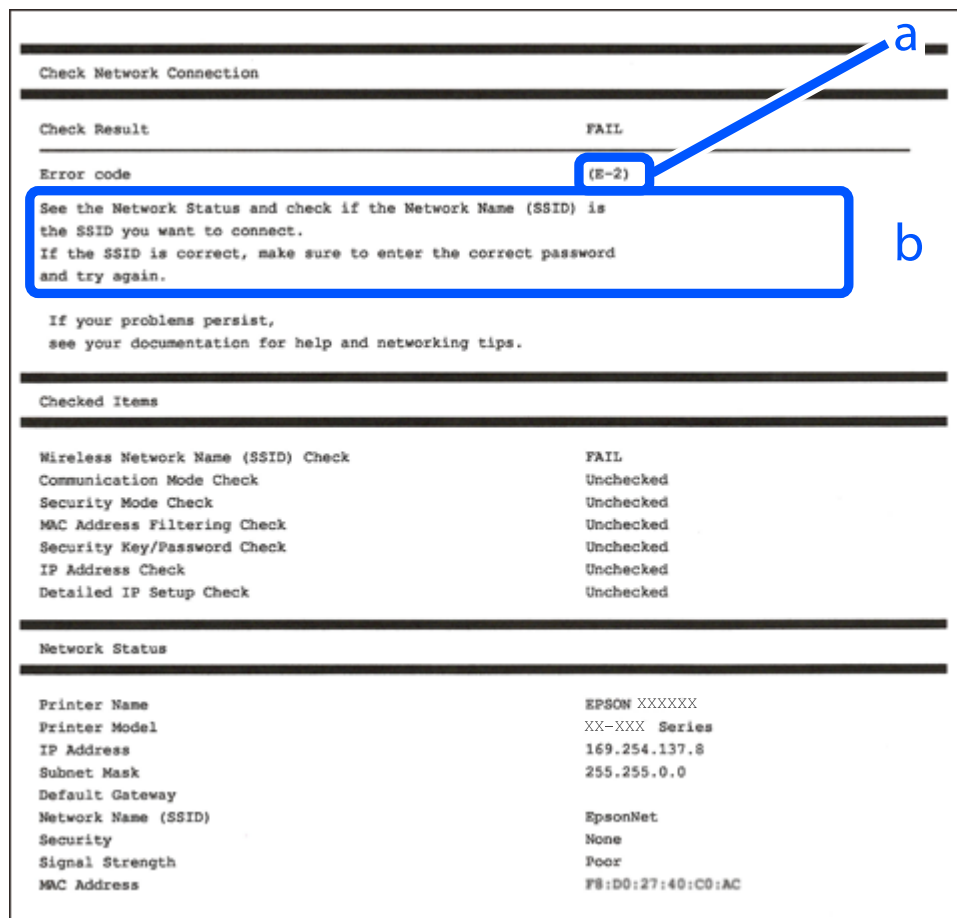 a
Check Network Connection
Check Result FAIL
Error code (E-2)
See the Network Status and check if the Network Name (SSID) is
the SSID you want to connect.
If the SSID is correct, make sure to enter the correct password
and try again.
b
If your problems persist,
see your documentation for help and networking tips.
Checked Items
Wireless Network Name (SSID) Check FAIL
Communication Mode Check Unchecked
Security Mode Check Unchecked
MAC Address Filtering Check Unchecked
Security Key/Password Check Unchecked
IP Address Check Unchecked
Detailed IP Setup Check Unchecked
Network Status
Printer Name EPSON XXXXXX
Printer Model XX-XXX Series
IP Address 169.254.137.8
Subnet Mask 255.255.0.0
Default Gateway
Network Name (SSID) EpsonNet
Security None
Signal Strength Poor
MAC Address F8:D0:27:40:C0:AC